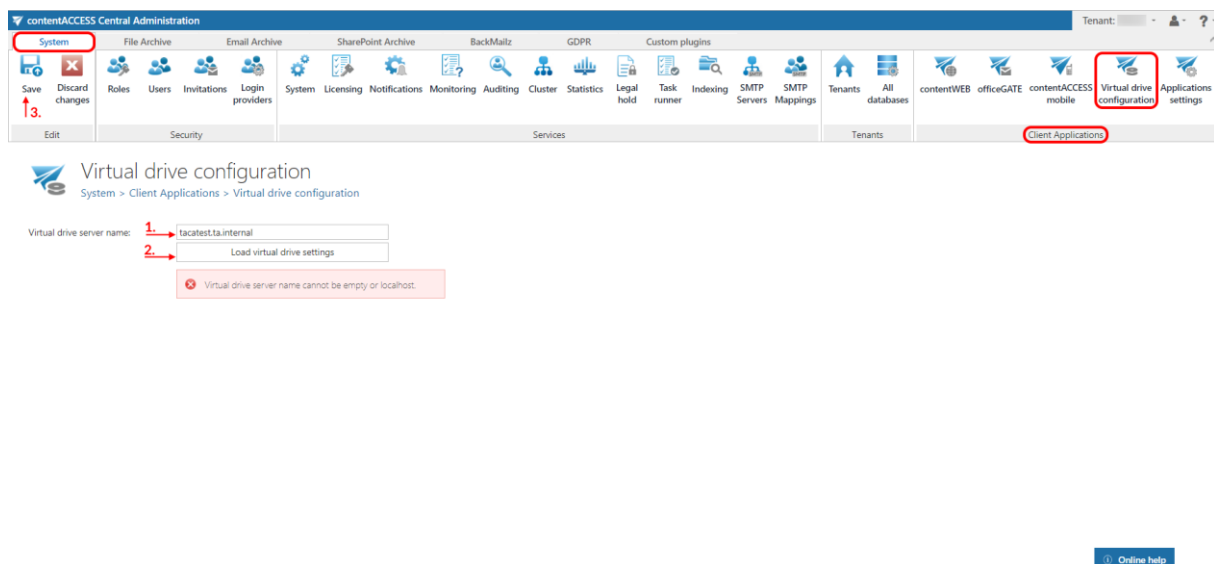 contentACCESS Central Administration
Tenant:
System File Archive Email Archive SharePoint Archive BackMailz GDPR Custom plugins
Save Discard changes Roles Users Invitations Login providers System Licensing Notifications Monitoring Auditing Cluster Statistics Legal hold Task runner Indexing SMTP Servers SMTP Mappings Tenants All databases contentWEB officeGATE contentACCESS mobile Virtual drive configuration Applications settings
3.
Edit Security Services Tenants Client Applications
Virtual drive configuration
System > Client Applications > Virtual drive configuration
Virtual drive server name: 1. tacatest.ta.internal
2. Load virtual drive settings
Virtual drive server name cannot be empty or localhost.
Online help